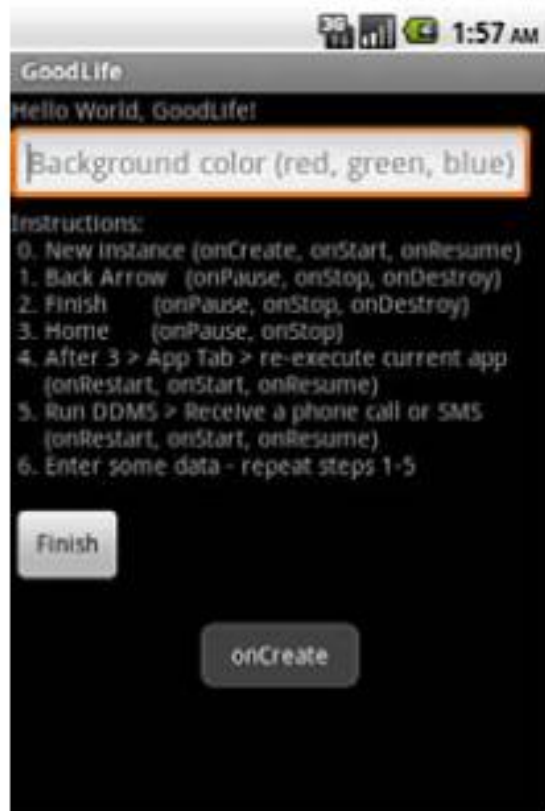 3G 1:57 AM
GoodLife
Hello World, GoodLife!
Background color (red, green, blue)
Instructions:
0. New Instance (onCreate, onStart, onResume)
1. Back Arrow (onPause, onStop, onDestroy)
2. Finish (onPause, onStop, onDestroy)
3. Home (onPause, onStop)
4. After 3 > App Tab > re-execute current app
(onRestart, onStart, onResume)
5. Run DDMS > Receive a phone call or SMS
(onRestart, onStart, onResume)
6. Enter some data - repeat steps 1-5
Finish
onCreate